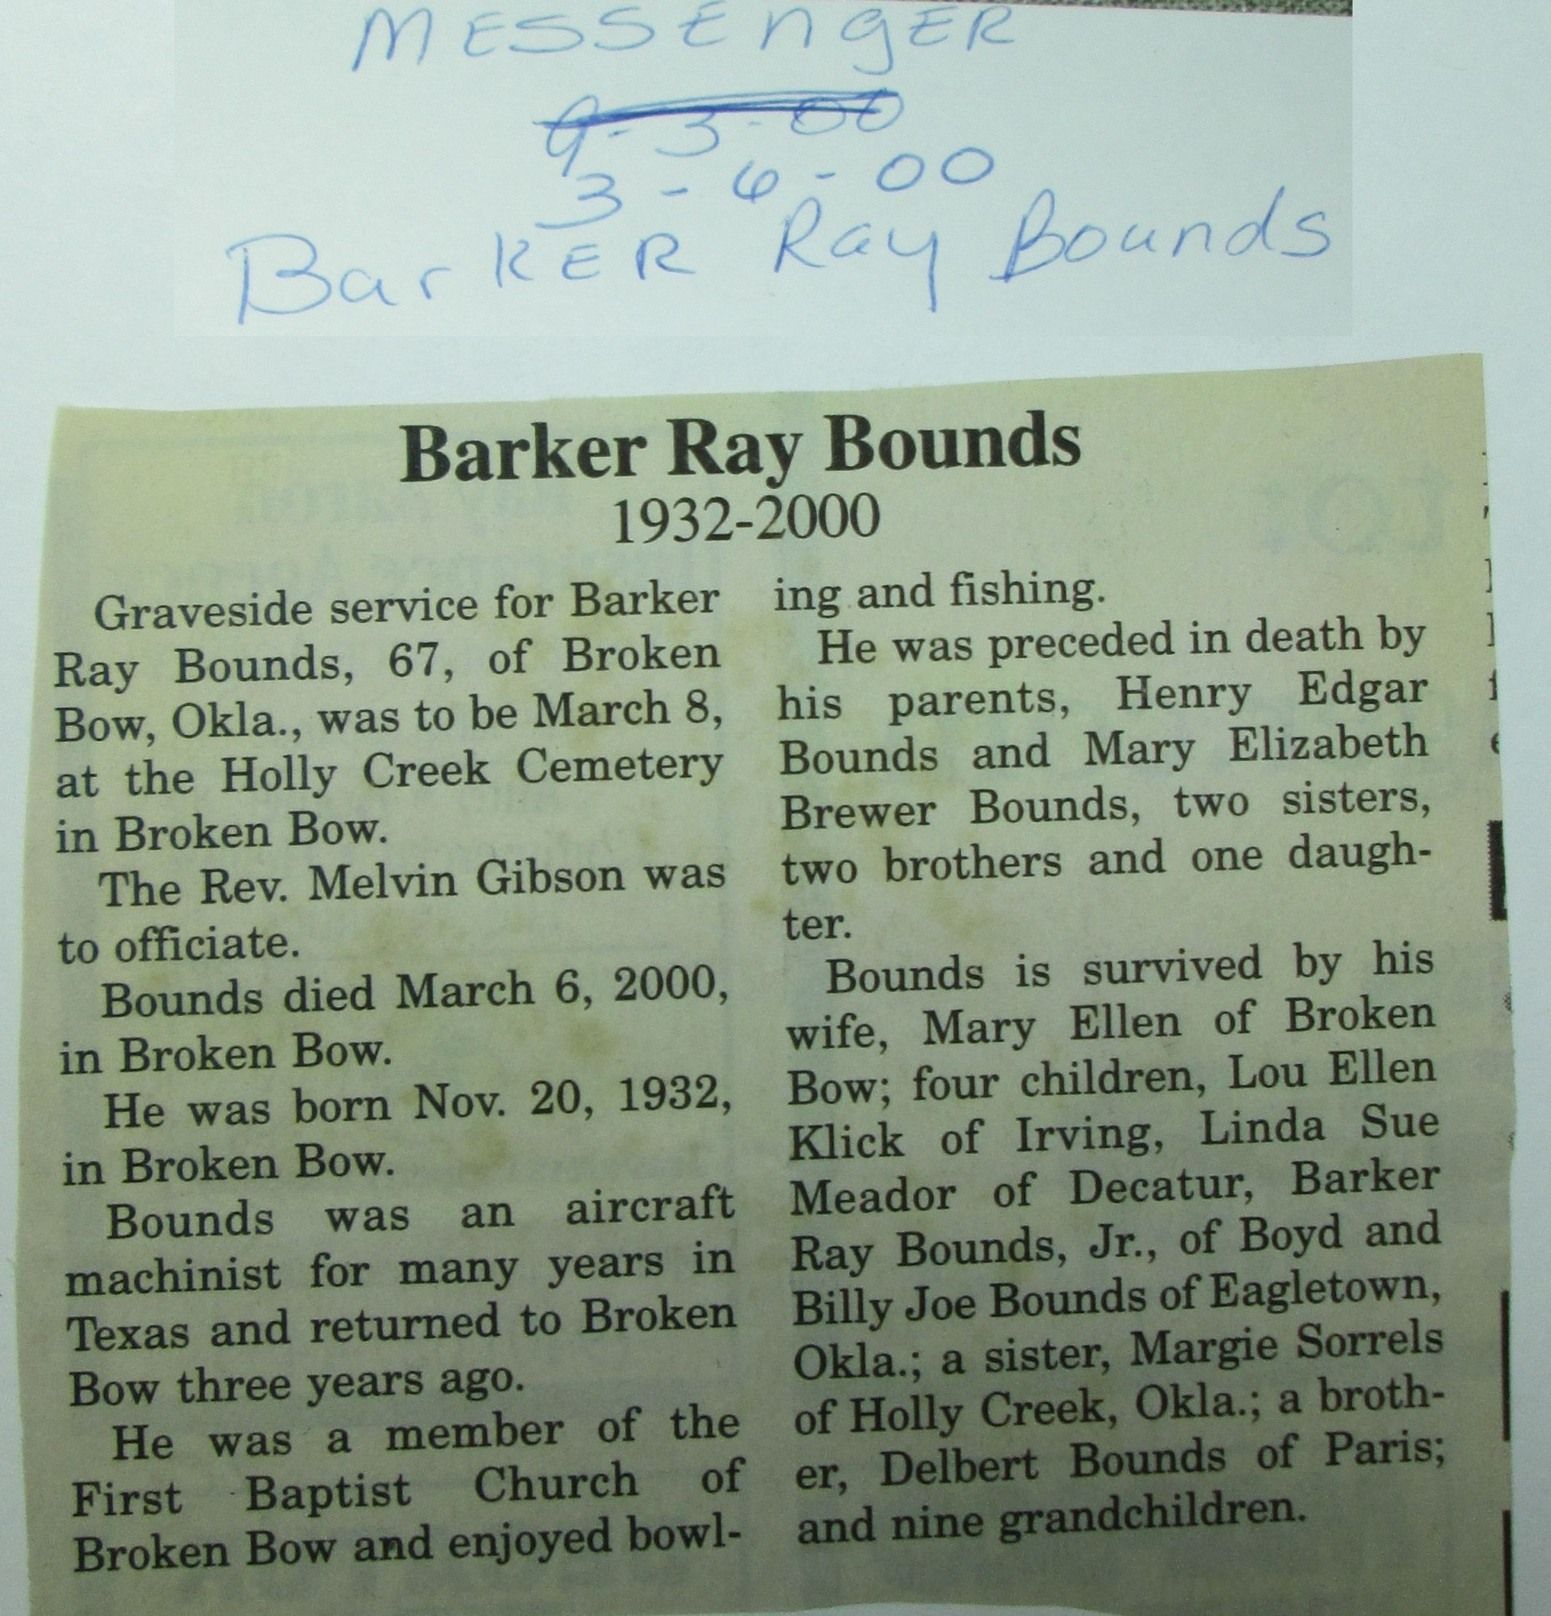 MESSEngER
9-3-00
3-6-00
BarKER Ray Bounds
Barker Ray Bounds
1932-2000
Graveside service for Barker
Ray Bounds, 67, of Broken
Bow, Okla., was to be March 8,
at the Holly Creek Cemetery
in Broken Bow.
The Rev. Melvin Gibson was
to officiate.
Bounds died March 6, 2000,
in Broken Bow.
He was born Nov. 20, 1932,
in Broken Bow.
Bounds was an aircraft
machinist for many years in
Texas and returned to Broken
Bow three years ago.
He was a member of the
First Baptist Church of
Broken Bow and enjoyed bowl-
ing and fishing.
He was preceded in death by
his parents, Henry Edgar
Bounds and Mary Elizabeth
Brewer Bounds, two sisters,
two brothers and one daugh-
ter.
Bounds is survived by his
wife, Mary Ellen of Broken
Bow; four children, Lou Ellen
Klick of Irving, Linda Sue
Meador of Decatur, Barker
Ray Bounds, Jr., of Boyd and
Billy Joe Bounds of Eagletown,
Okla.; a sister, Margie Sorrels
of Holly Creek, Okla.; a broth-
er, Delbert Bounds of Paris;
and nine grandchildren.